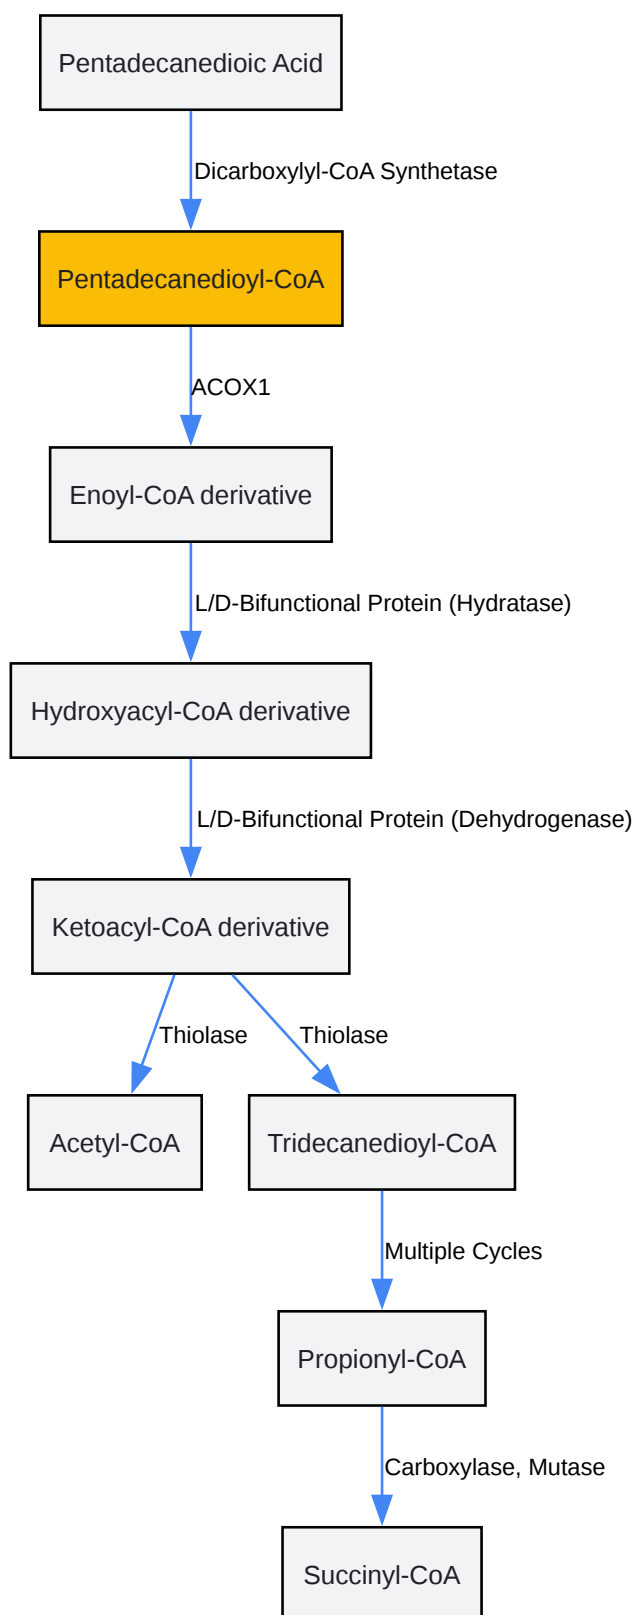 Pentadecanedioic Acid
Dicarboxylyl-CoA Synthetase
Pentadecanedioyl-CoA
ACOX1
Enoyl-CoA derivative
L/D-Bifunctional Protein (Hydratase)
Hydroxyacyl-CoA derivative
L/D-Bifunctional Protein (Dehydrogenase)
Ketoacyl-CoA derivative
Thiolase
Thiolase
Acetyl-CoA
Tridecanedioyl-CoA
Multiple Cycles
Propionyl-CoA
Carboxylase, Mutase
Succinyl-CoA